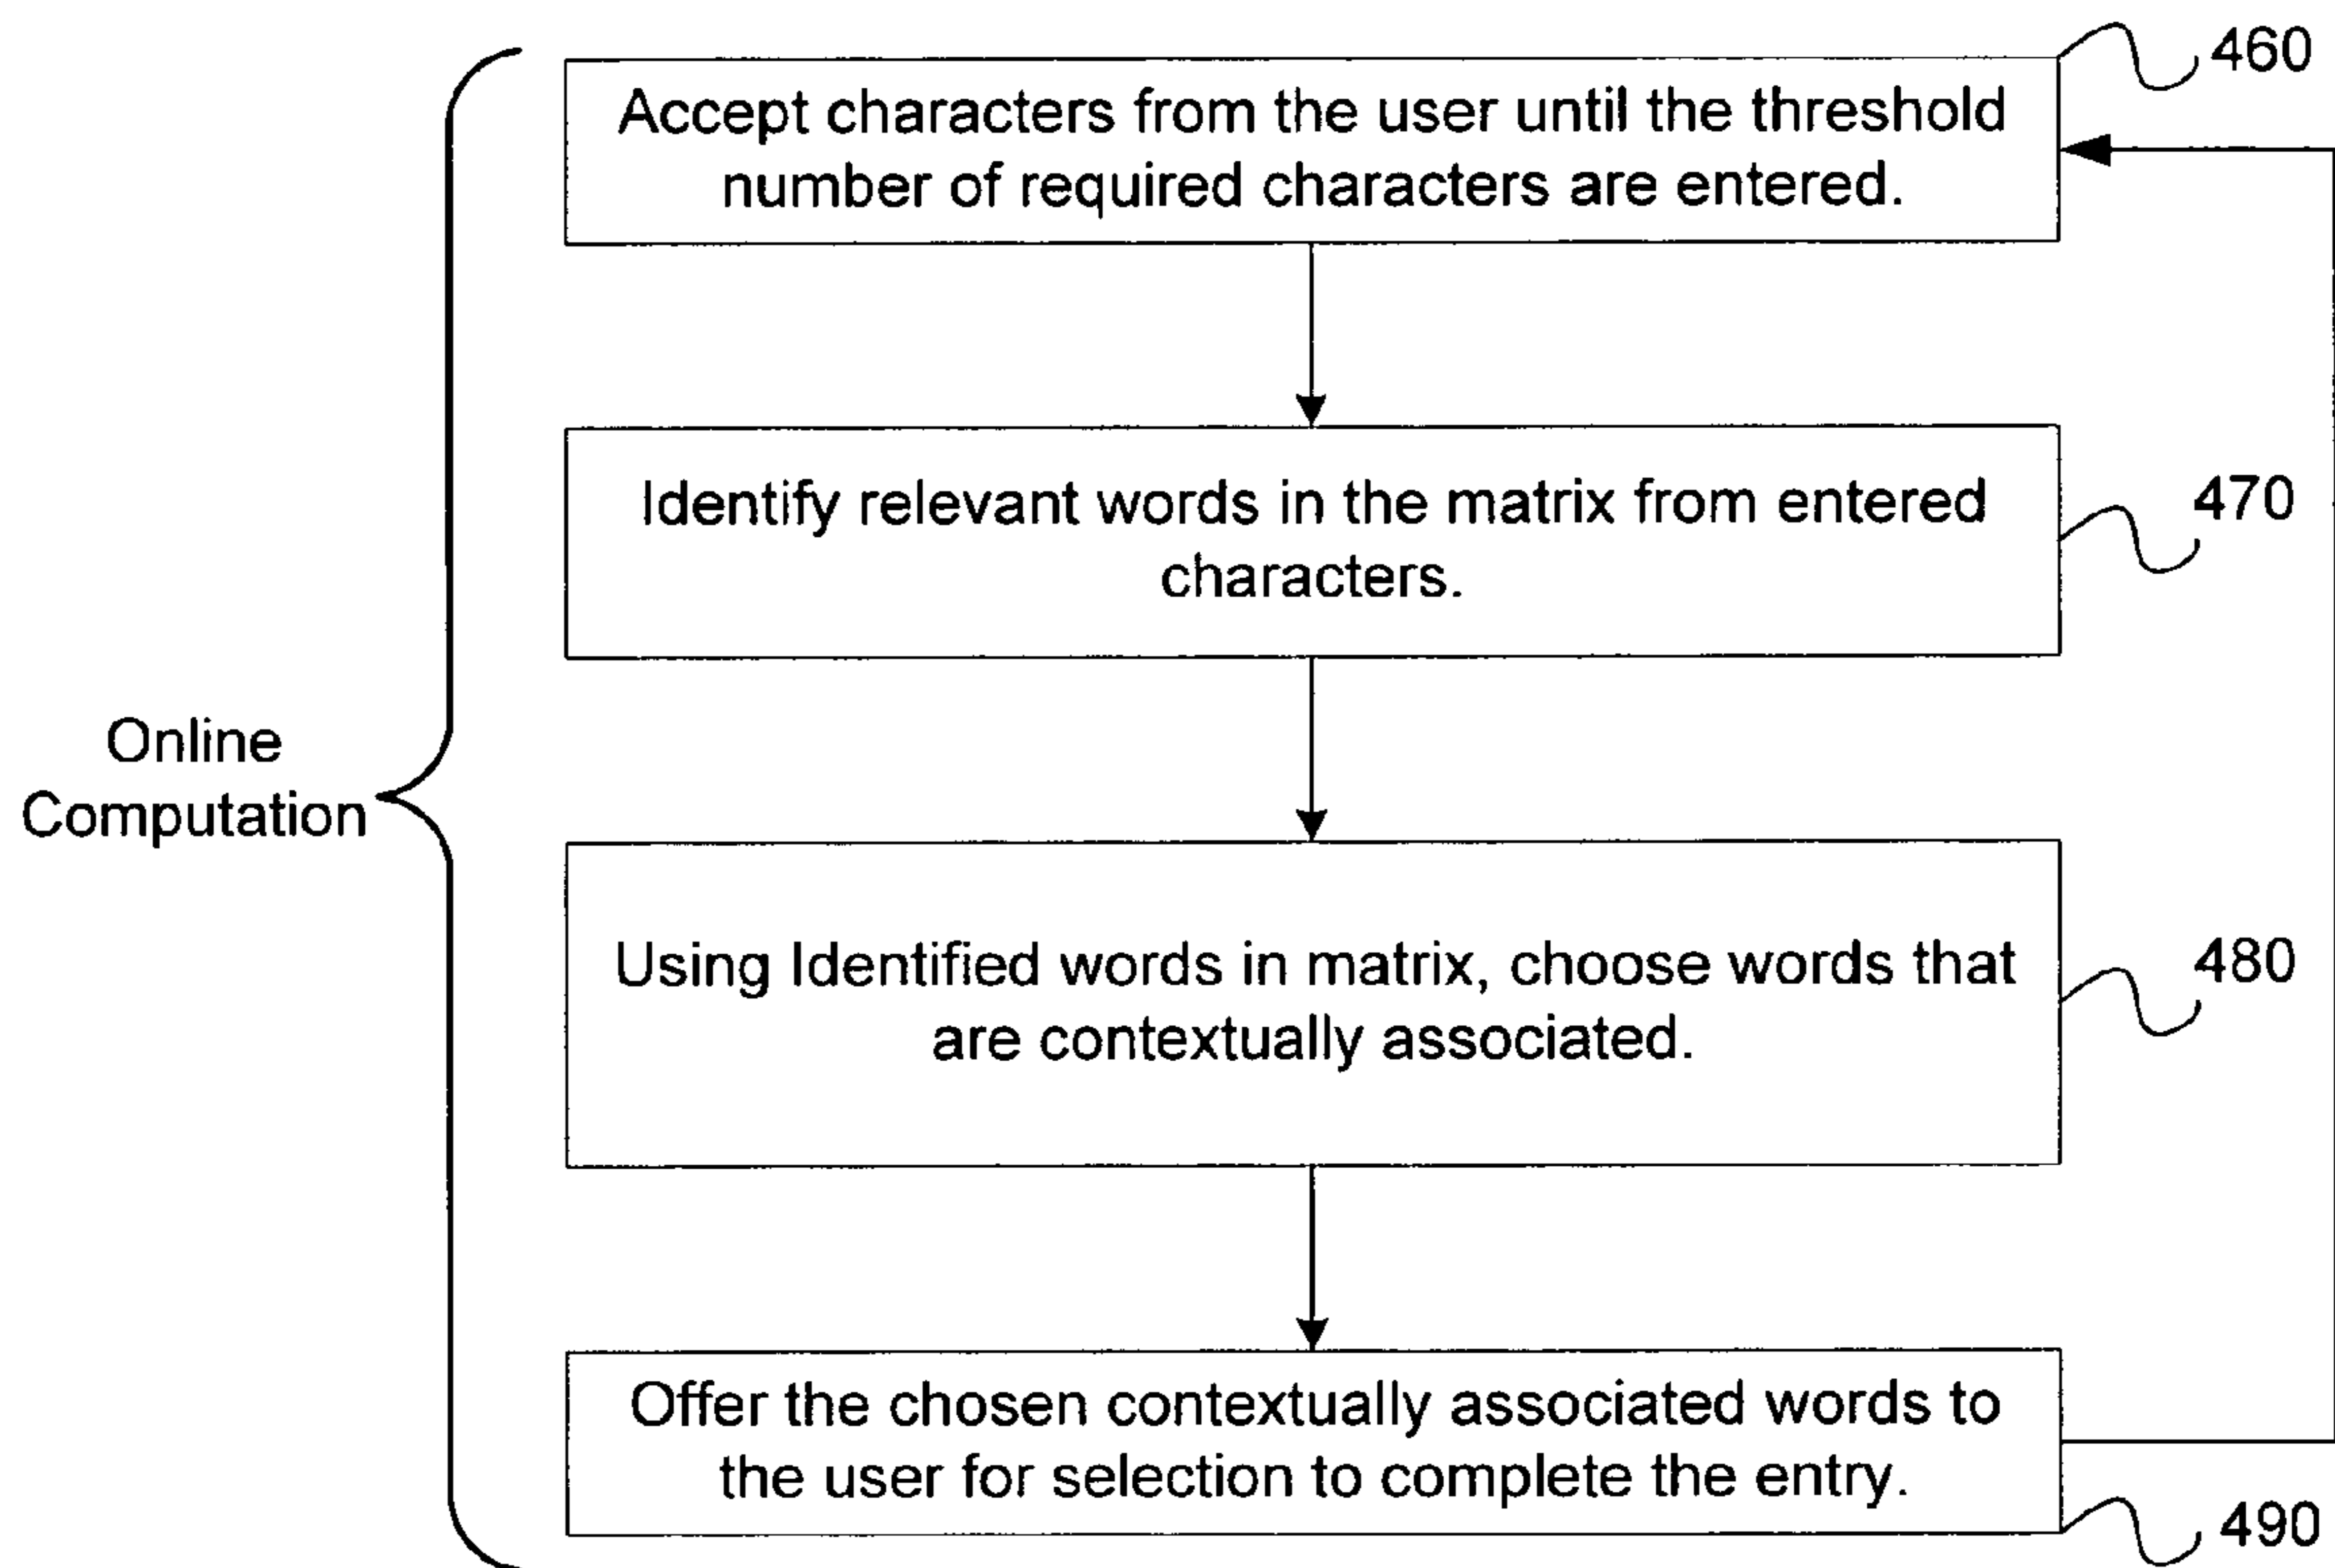 460
Accept characters from the user until the threshold
number of required characters are entered.
Identify relevant words in the matrix from entered
characters.
470
Online
Computation
Using Identified words in matrix, choose words that
are contextually associated.
480
Offer the chosen contextually associated words to
the user for selection to complete the entry.
490